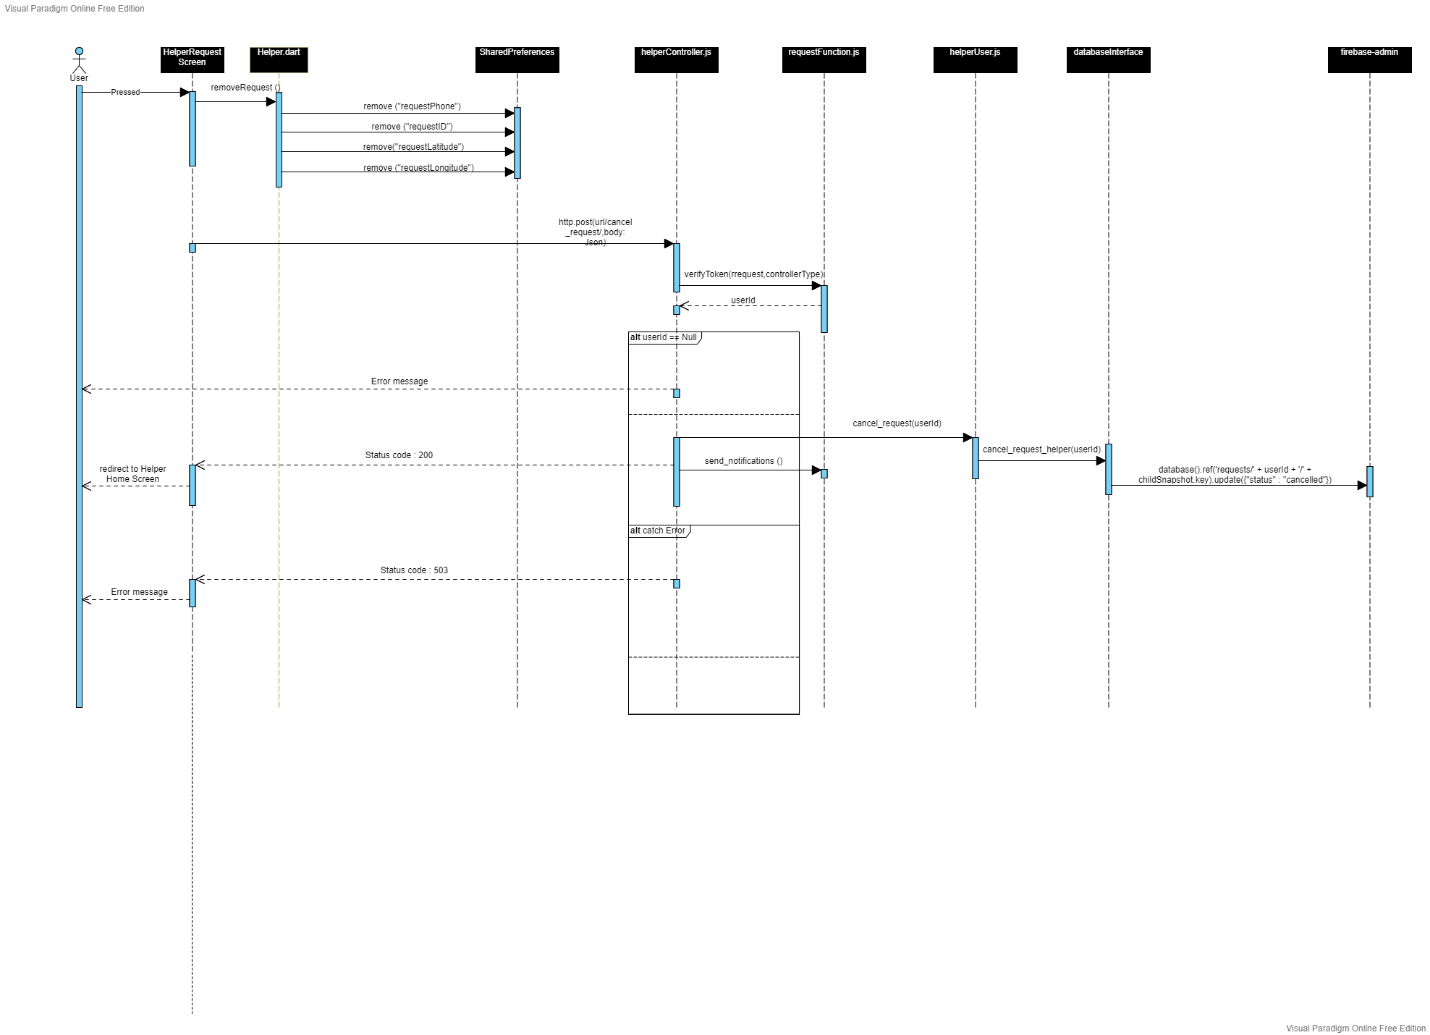 Visual Paradigm Online Free Edition
User
HelperRequest
Screen
Helper.dart
SharedPreferences
helperController.js
requestFunction.js
helperUser.js
databaseInterface
firebase-admin
Pressed
removeRequest ()
remove ("requestPhone")
remove ("requestID")
remove("requestLatitude")
remove ("requestLongitude")
http.post(url/cancel
_request/,body:
Json)
verifyToken(rrequest,controllerType)
userId
alt userId == Null
Error message
cancel_request(userId)
cancel_request_helper(userId)
Status code : 200
send_notifications ()
redirect to Helper
Home Screen
database().ref('requests/' + userId + '/' +
childSnapshot.key).update({"status" : "cancelled"})
alt catch Error
Status code : 503
Error message
Visual Paradigm Online Free Edition